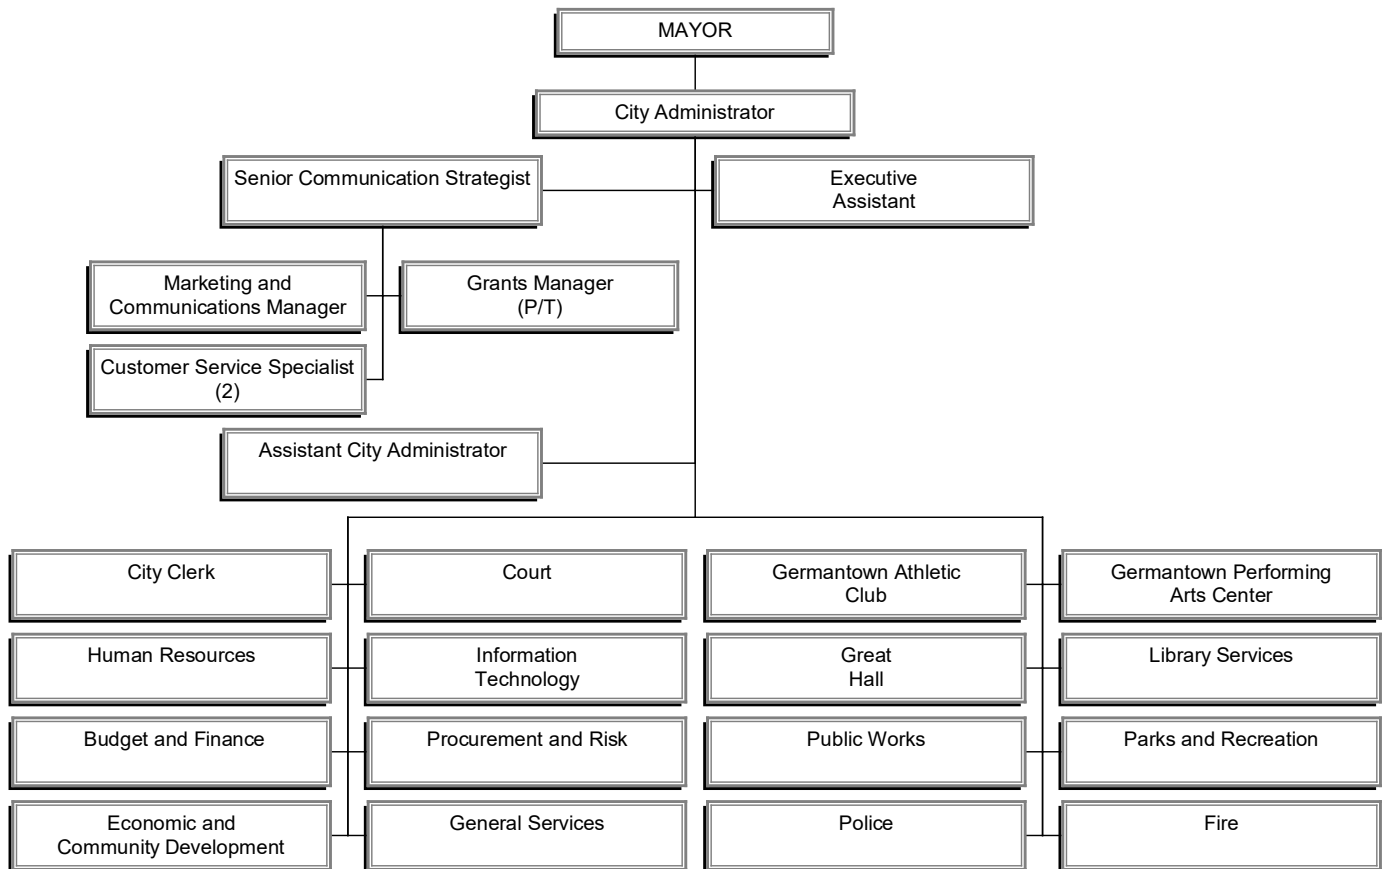 MAYOR
City Administrator
Senior Communication Strategist
Executive
Assistant
Marketing and
Communications Manager
Grants Manager
(P/T)
Customer Service Specialist
(2)
Assistant City Administrator
City Clerk
Court
Germantown Athletic
Club
Germantown Performing
Arts Center
Human Resources
Information
Technology
Great
Hall
Library Services
Budget and Finance
Procurement and Risk
Public Works
Parks and Recreation
Economic and
Community Development
General Services
Police
Fire